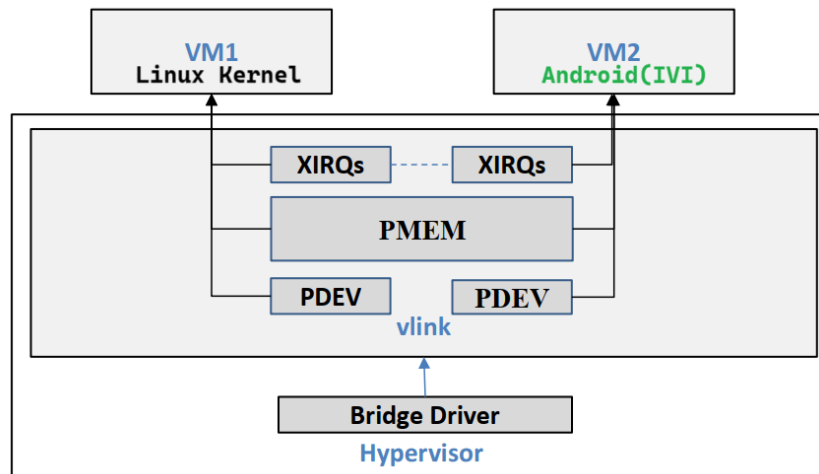 VM1
Linux Kernel
VM2
Android(IVI)
XIRQs
XIRQs
PMEM
PDEV
PDEV
vlink
Bridge Driver
Hypervisor